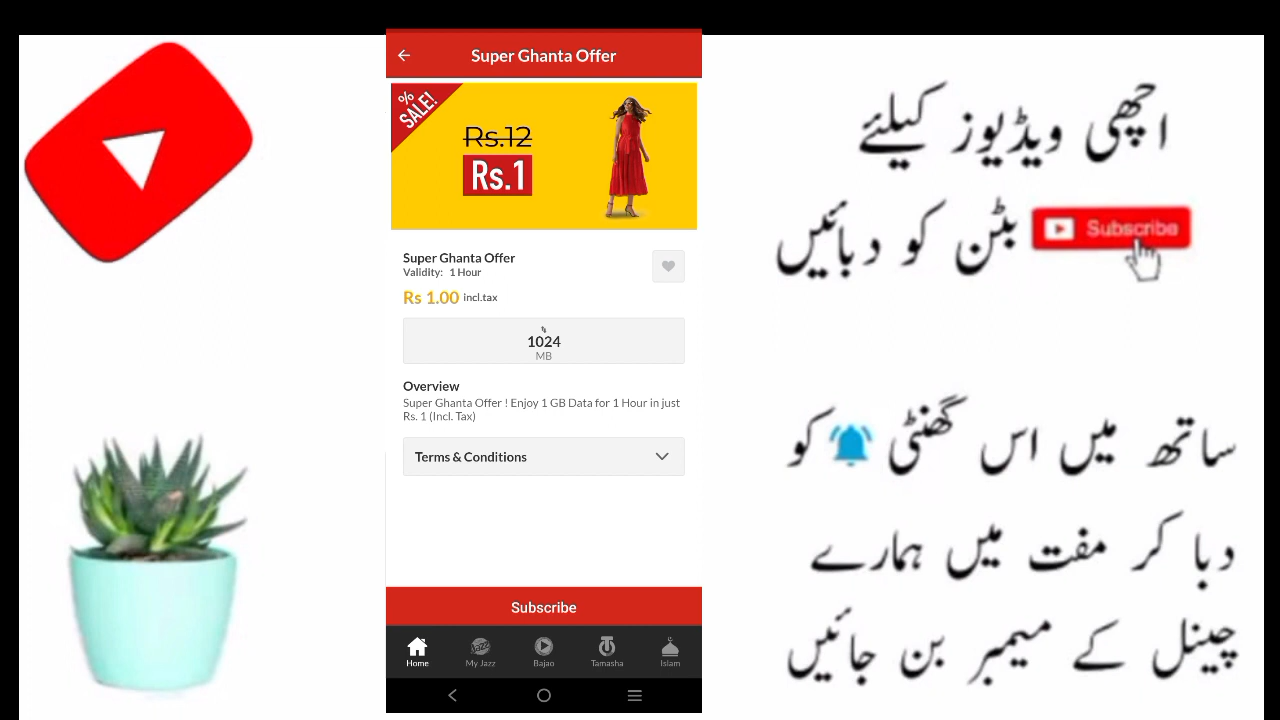 Super Ghanta Offer
% SALE!
Rs.12
Rs.1
Super Ghanta Offer
Validity: 1 Hour
Rs 1.00 incl.tax
1024
MB
Overview
Super Ghanta Offer ! Enjoy 1 GB Data for 1 Hour in just
Rs. 1 (Incl. Tax)
Terms & Conditions
Subscribe
Home My Jazz Bajao Tamasha Islam
اچھی ویڈیوز کیلئے
Subscribe بٹن کو دبائیں
ساتھ میں اس گھنٹی کو
دبا کر مفت میں ہمارے
چینل کے میمبر بن جائیں